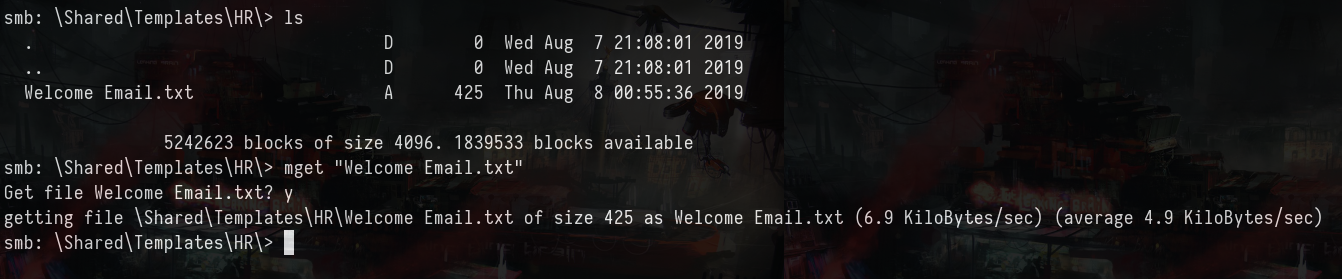 smb: \Shared\Templates\HR\> ls
  .                                   D        0  Wed Aug  7 21:08:01 2019
  ..                                  D        0  Wed Aug  7 21:08:01 2019
  Welcome Email.txt                   A      425  Thu Aug  8 00:55:36 2019

                5242623 blocks of size 4096. 1839533 blocks available
smb: \Shared\Templates\HR\> mget "Welcome Email.txt"
Get file Welcome Email.txt? y
getting file \Shared\Templates\HR\Welcome Email.txt of size 425 as Welcome Email.txt (6.9 KiloBytes/sec) (average 4.9 KiloBytes/sec)
smb: \Shared\Templates\HR\>